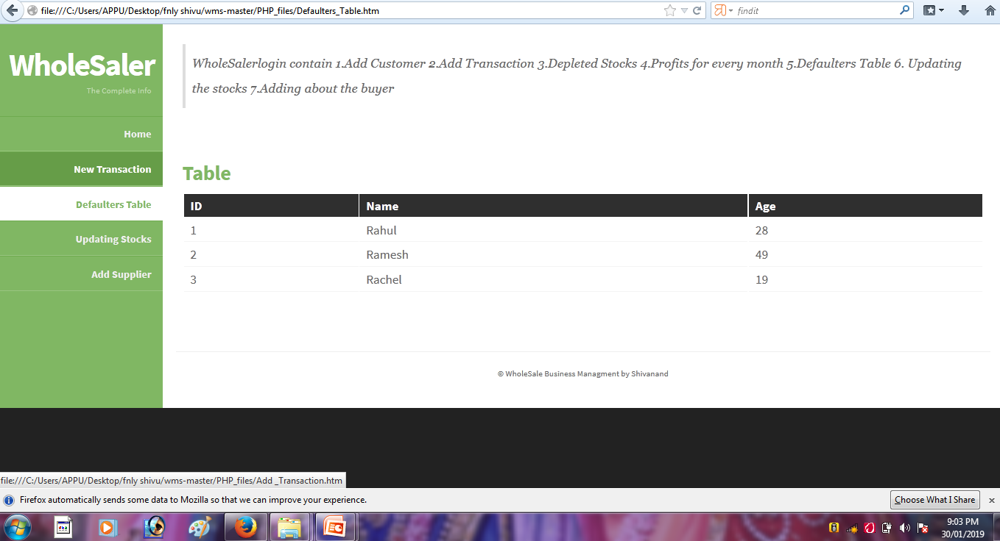 file:///C:/Users/APPU/Desktop/fnly shivu/wms-master/PHP_files/Defaulters_Table.htm
findit
WholeSaler
The Complete Info
Home
New Transaction
Defaulters Table
Updating Stocks
Add Supplier
WholeSalerlogin contain 1.Add Customer 2.Add Transaction 3.Depleted Stocks 4.Profits for every month 5.Defaulters Table 6. Updating
the stocks 7.Adding about the buyer
Table
ID Name Age
1 Rahul 28
2 Ramesh 49
3 Rachel 19
© WholeSale Business Managment by Shivanand
file:///C:/Users/APPU/Desktop/fnly shivu/wms-master/PHP_files/Add _Transaction.htm
Firefox automatically sends some data to Mozilla so that we can improve your experience.
Choose What I Share
9:03 PM
30/01/2019